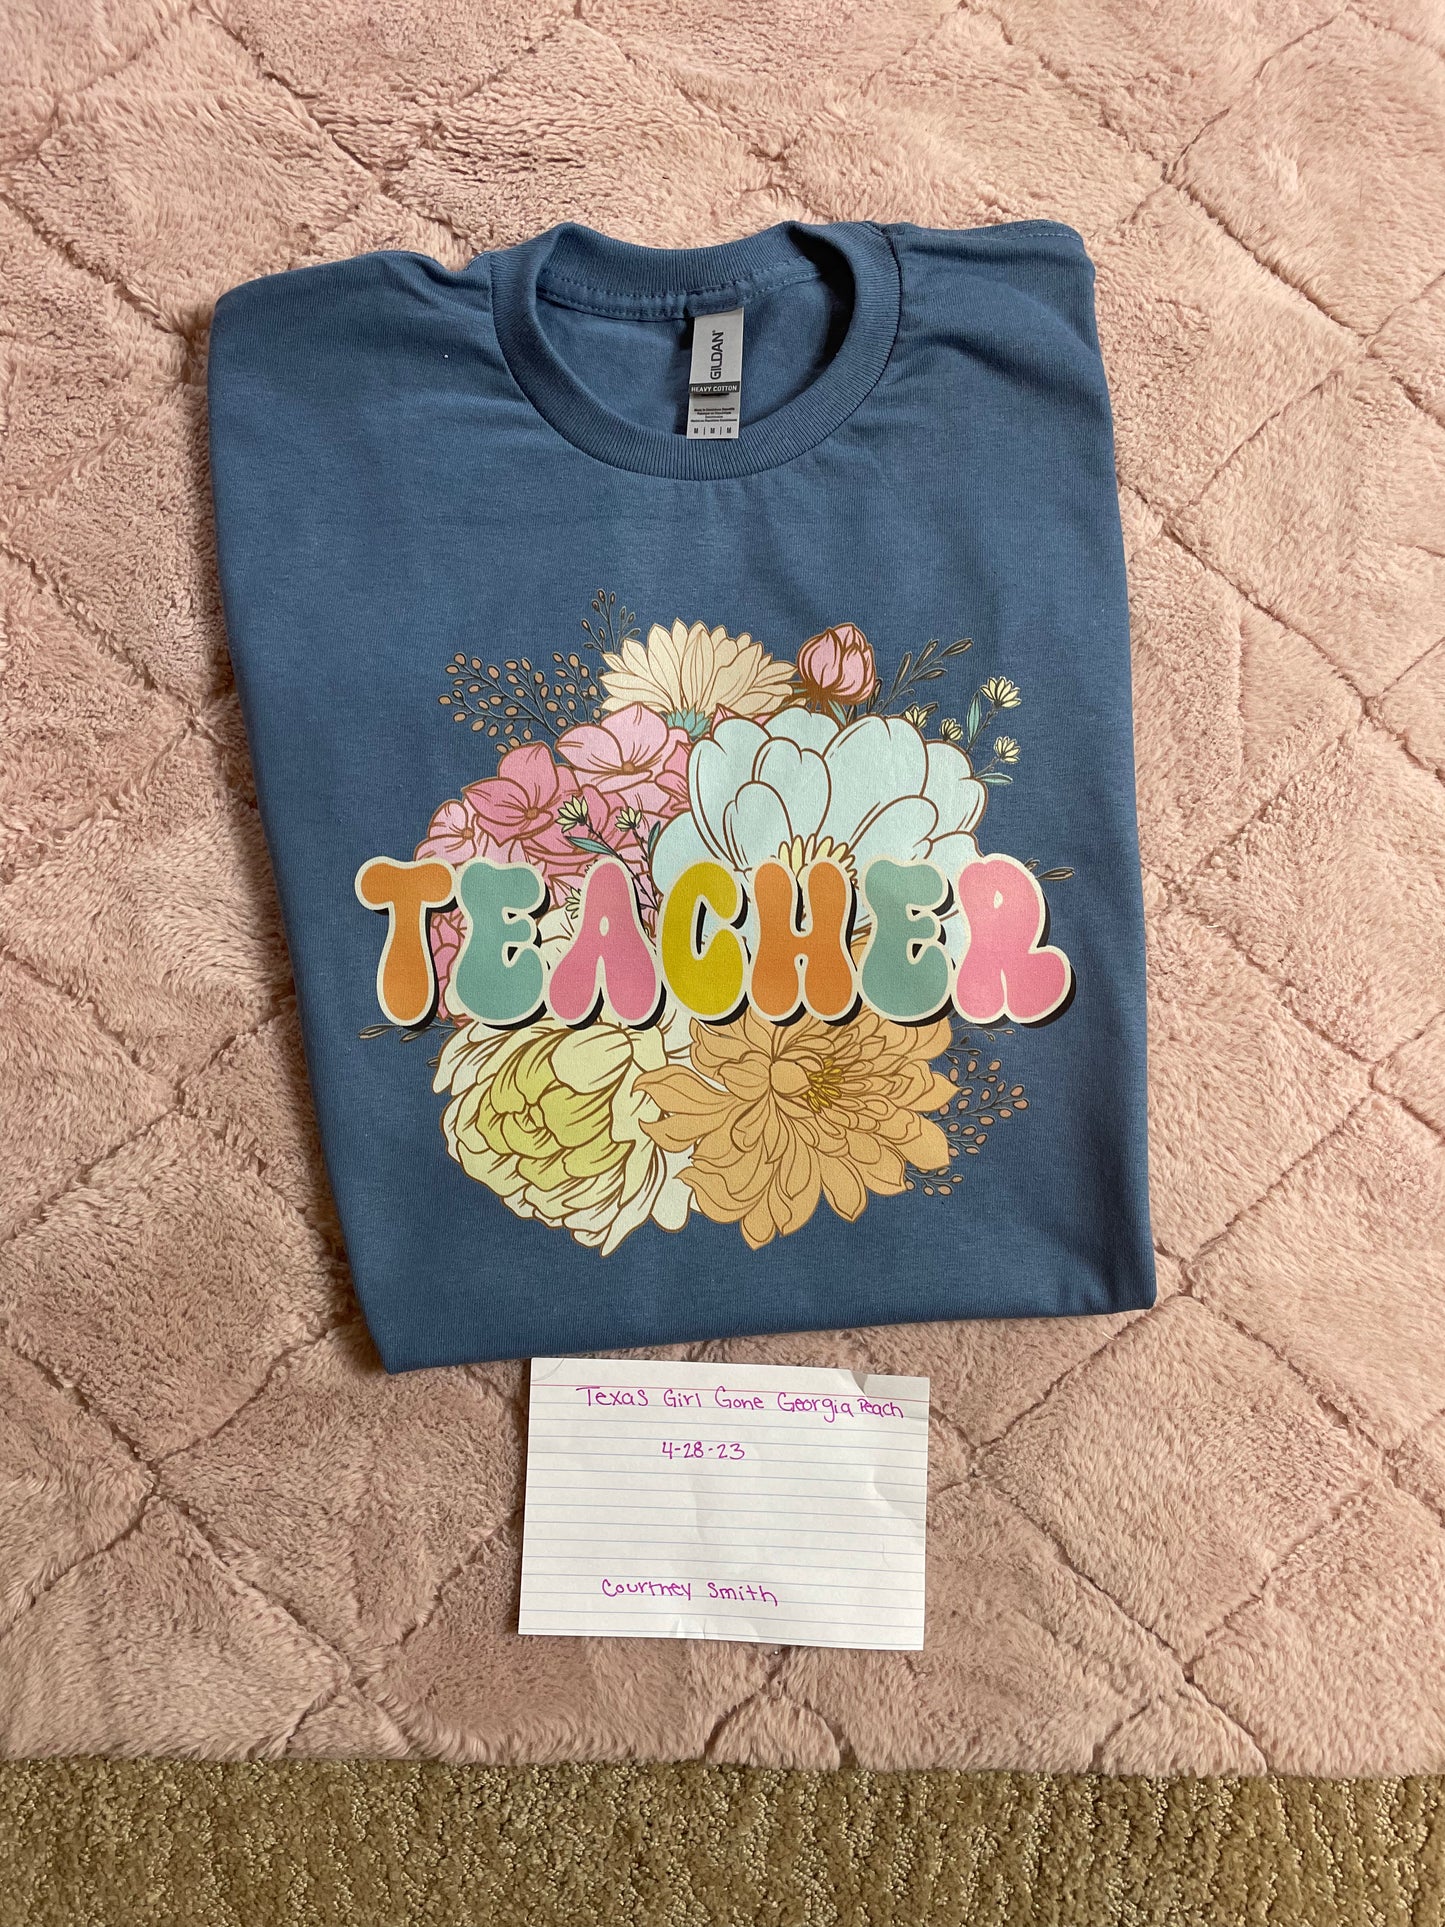 GILDAN
HEAVY COTTON
M | M | M
TEACHER
Texas Girl Gone Georgia Peach
4-28-23
Courtney Smith